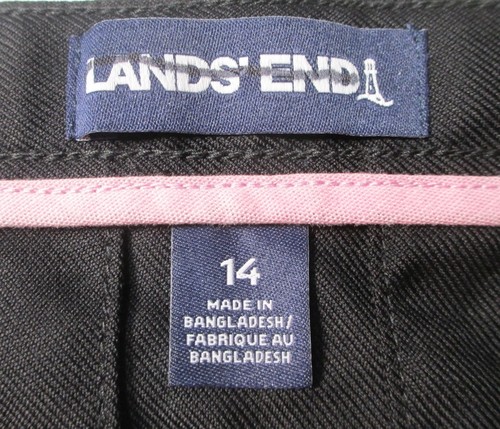 LANDS' END
14
MADE IN
BANGLADESH/
FABRIQUE AU
BANGLADESH